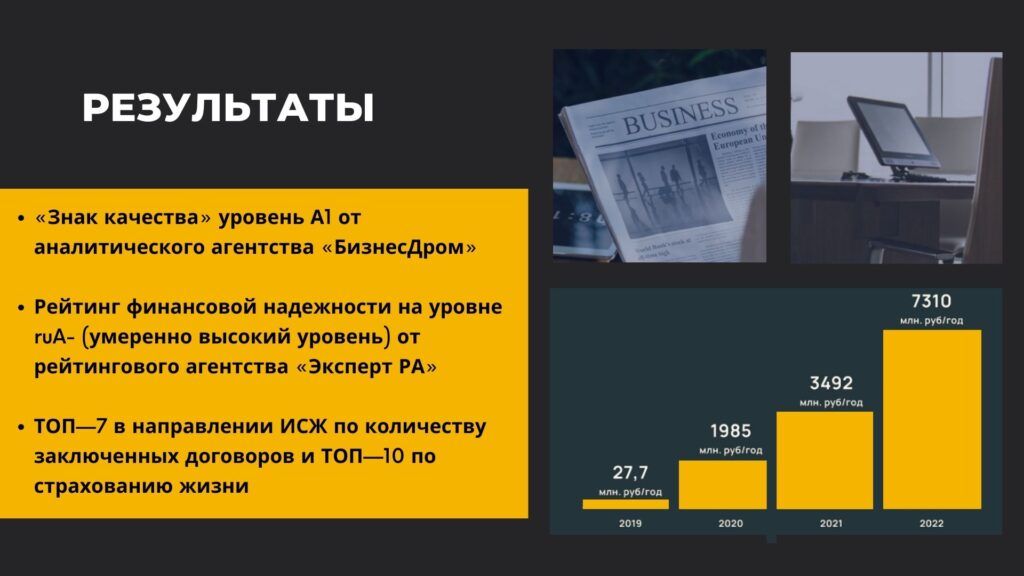 РЕЗУЛЬТАТЫ
• «Знак качества» уровень А1 от
аналитического агентства «БизнесДром»
• Рейтинг финансовой надежности на уровне
ruA- (умеренно высокий уровень) от
рейтингового агентства «Эксперт РА»
• ТОП—7 в направлении ИСЖ по количеству
заключенных договоров и ТОП—10 по
страхованию жизни
BUSINESS
Economy of the
European Un
7310
млн. руб/год
3492
млн. руб/год
1985
млн. руб/год
27,7
млн. руб/год
2019
2020
2021
2022